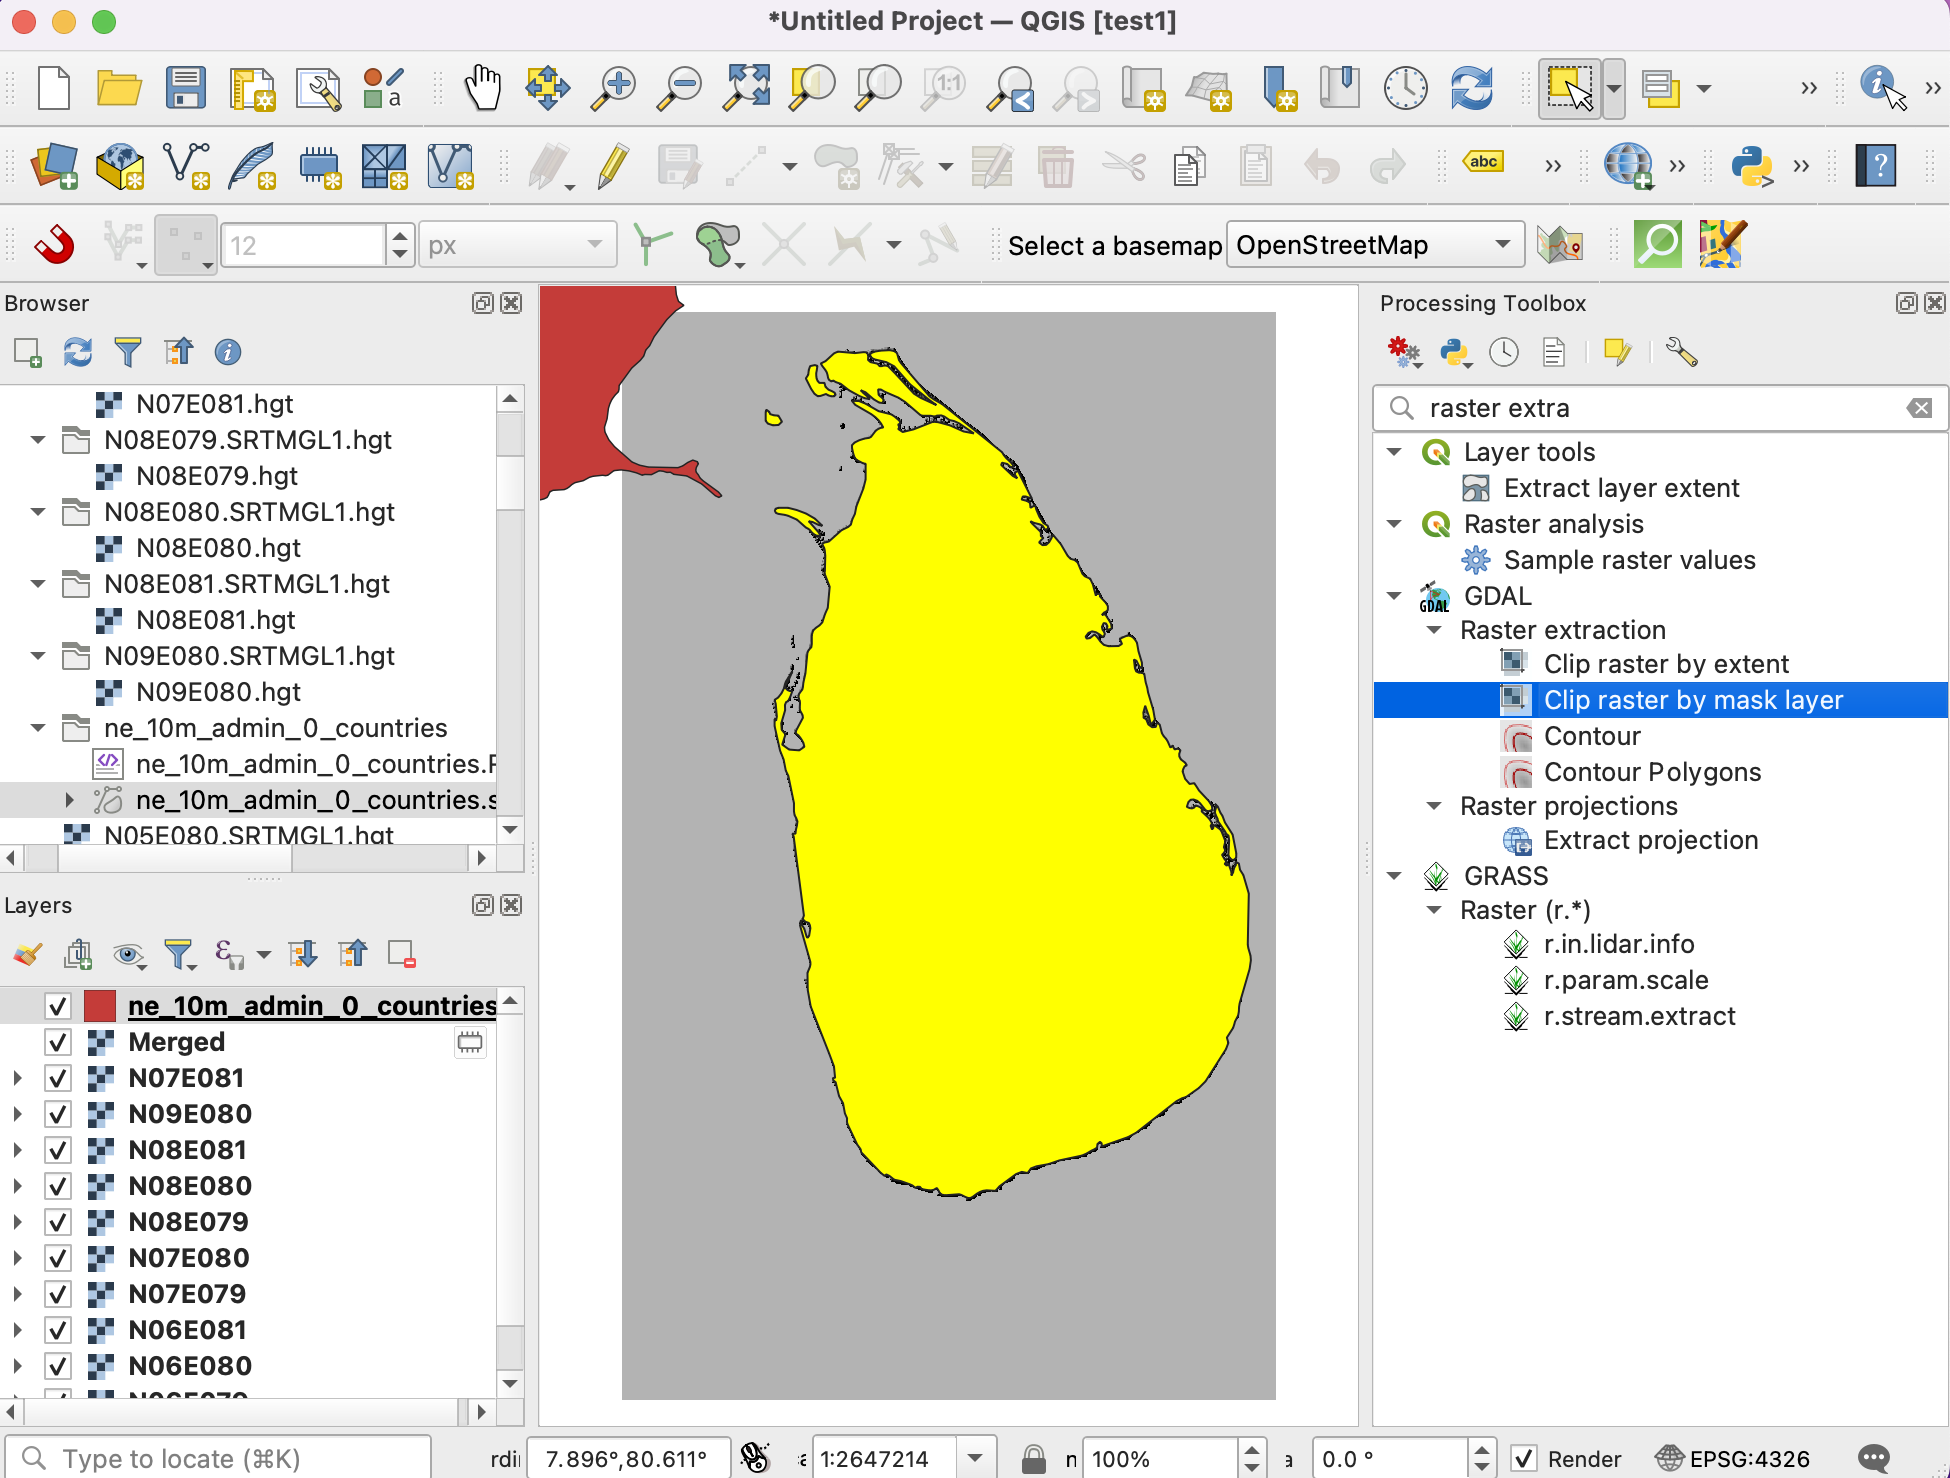 *Untitled Project — QGIS [test1]
1:1
a
abc
?
12
px
Select a basemap
OpenStreetMap
Browser
N07E081.hgt
N08E079.SRTMGL1.hgt
N08E079.hgt
N08E080.SRTMGL1.hgt
N08E080.hgt
N08E081.SRTMGL1.hgt
N08E081.hgt
N09E080.SRTMGL1.hgt
N09E080.hgt
ne_10m_admin_0_countries
ne_10m_admin_0_countries.
ne_10m_admin_0_countries.s
N05E080.SRTMGL1.hgt
Layers
ne_10m_admin_0_countries
Merged
N07E081
N09E080
N08E081
N08E080
N08E079
N07E080
N07E079
N06E081
N06E080
N06E079
Processing Toolbox
raster extra
Layer tools
Extract layer extent
Raster analysis
Sample raster values
GDAL
GDAL
Raster extraction
Clip raster by extent
Clip raster by mask layer
Contour
Contour Polygons
Raster projections
Extract projection
GRASS
Raster (r.*)
r.in.lidar.info
r.param.scale
r.stream.extract
Type to locate (⌘K)
rdi
7.896°,80.611°
1:2647214
100%
a
0.0 °
Render
EPSG:4326